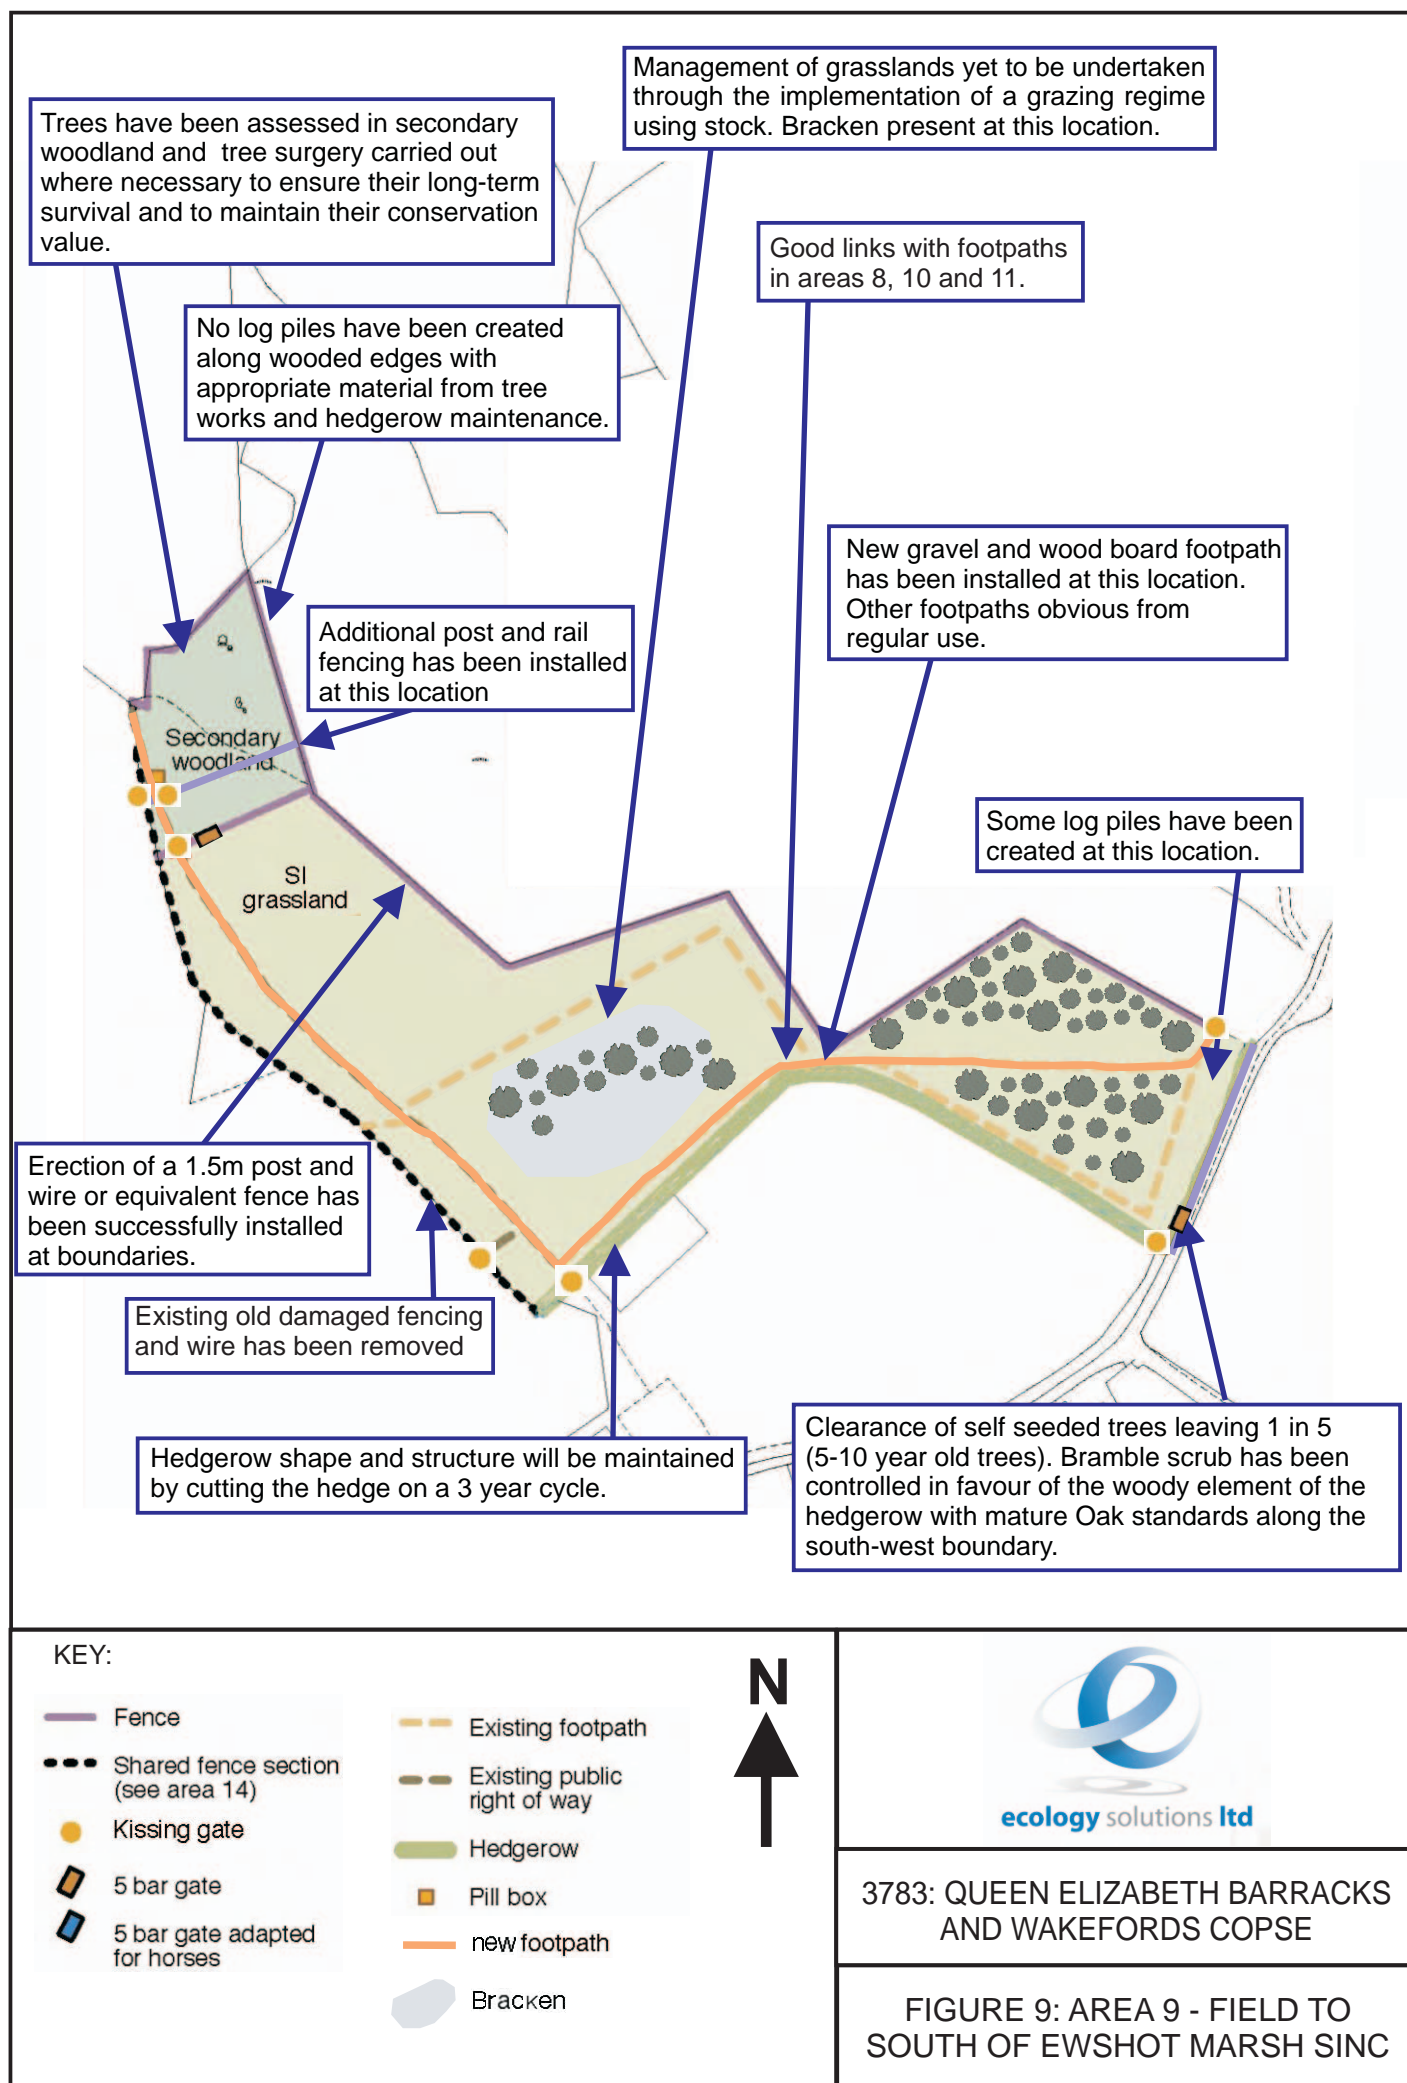 Management of grasslands yet to be undertaken
through the implementation of a grazing regime
using stock. Bracken present at this location.
Trees have been assessed in secondary
woodland and tree surgery carried out
where necessary to ensure their long-term
survival and to maintain their conservation
value.
Good links with footpaths
in areas 8, 10 and 11.
No log piles have been created
along wooded edges with
appropriate material from tree
works and hedgerow maintenance.
New gravel and wood board footpath
has been installed at this location.
Other footpaths obvious from
regular use.
Additional post and rail
fencing has been installed
at this location
Secondary
woodland
Some log piles have been
created at this location.
SI
grassland
Erection of a 1.5m post and
wire or equivalent fence has
been successfully installed
at boundaries.
Existing old damaged fencing
and wire has been removed
Hedgerow shape and structure will be maintained
by cutting the hedge on a 3 year cycle.
Clearance of self seeded trees leaving 1 in 5
(5-10 year old trees). Bramble scrub has been
controlled in favour of the woody element of the
hedgerow with mature Oak standards along the
south-west boundary.
KEY:
Fence
Shared fence section
(see area 14)
Kissing gate
5 bar gate
5 bar gate adapted
for horses
Existing footpath
Existing public
right of way
Hedgerow
Pill box
new footpath
Bracken
N
ecology solutions ltd
3783: QUEEN ELIZABETH BARRACKS
AND WAKEFORDS COPSE
FIGURE 9: AREA 9 - FIELD TO
SOUTH OF EWSHOT MARSH SINC